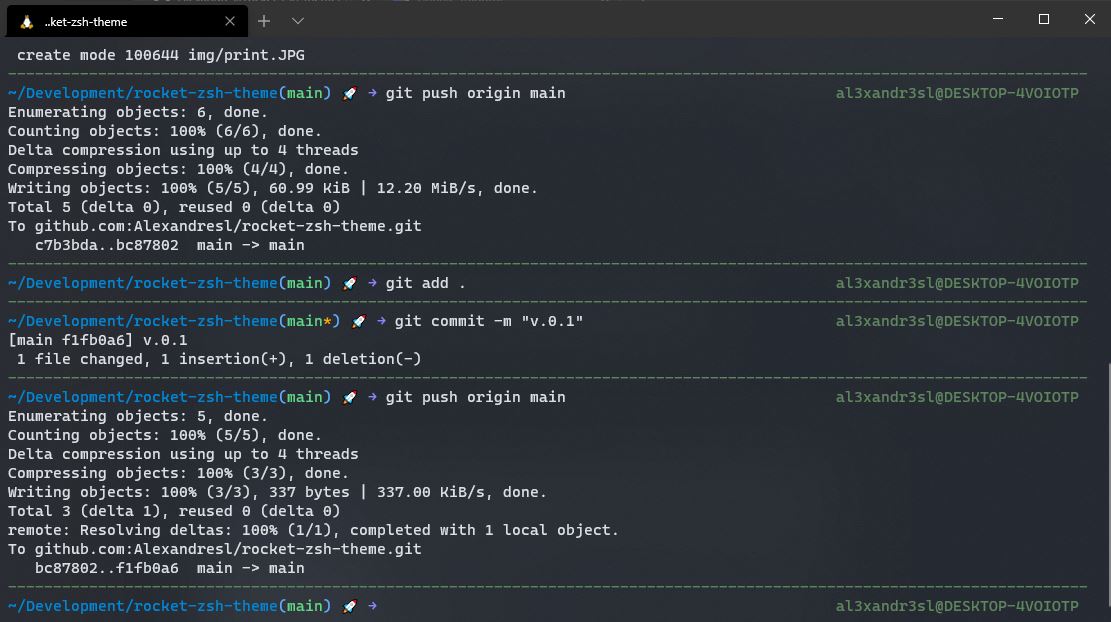 ..ket-zsh-theme
create mode 100644 img/print.JPG
~/Development/rocket-zsh-theme(main) 🚀 → git push origin main al3xandr3sl@DESKTOP-4VOIOTP
Enumerating objects: 6, done.
Counting objects: 100% (6/6), done.
Delta compression using up to 4 threads
Compressing objects: 100% (4/4), done.
Writing objects: 100% (5/5), 60.99 KiB | 12.20 MiB/s, done.
Total 5 (delta 0), reused 0 (delta 0)
To github.com:Alexandresl/rocket-zsh-theme.git
c7b3bda..bc87802 main -> main
~/Development/rocket-zsh-theme(main) 🚀 → git add . al3xandr3sl@DESKTOP-4VOIOTP
~/Development/rocket-zsh-theme(main*) 🚀 → git commit -m "v.0.1" al3xandr3sl@DESKTOP-4VOIOTP
[main f1fb0a6] v.0.1
1 file changed, 1 insertion(+), 1 deletion(-)
~/Development/rocket-zsh-theme(main) 🚀 → git push origin main al3xandr3sl@DESKTOP-4VOIOTP
Enumerating objects: 5, done.
Counting objects: 100% (5/5), done.
Delta compression using up to 4 threads
Compressing objects: 100% (3/3), done.
Writing objects: 100% (3/3), 337 bytes | 337.00 KiB/s, done.
Total 3 (delta 1), reused 0 (delta 0)
remote: Resolving deltas: 100% (1/1), completed with 1 local object.
To github.com:Alexandresl/rocket-zsh-theme.git
bc87802..f1fb0a6 main -> main
~/Development/rocket-zsh-theme(main) 🚀 → al3xandr3sl@DESKTOP-4VOIOTP